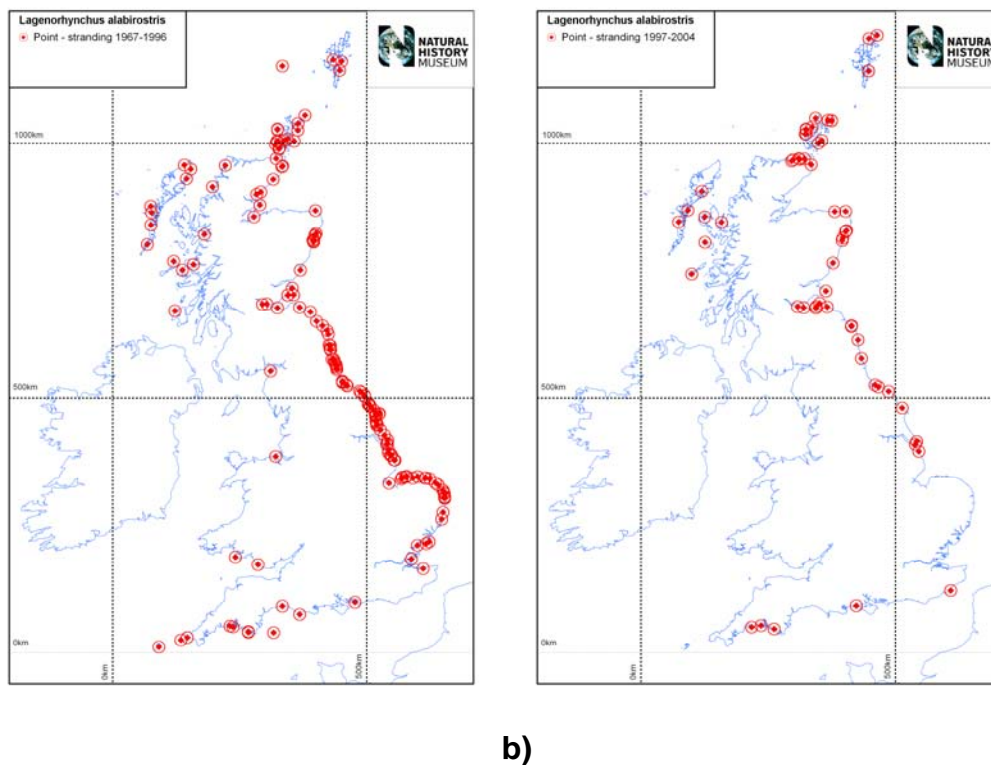 Lagenorhynchus alabirostris
Point - stranding 1967-1996
NATURAL
HISTORY
MUSEUM
1000km
500km
0km
0km
500km
Lagenorhynchus alabirostris
Point - stranding 1997-2004
NATURAL
HISTORY
MUSEUM
1000km
500km
0km
0km
500km
b)